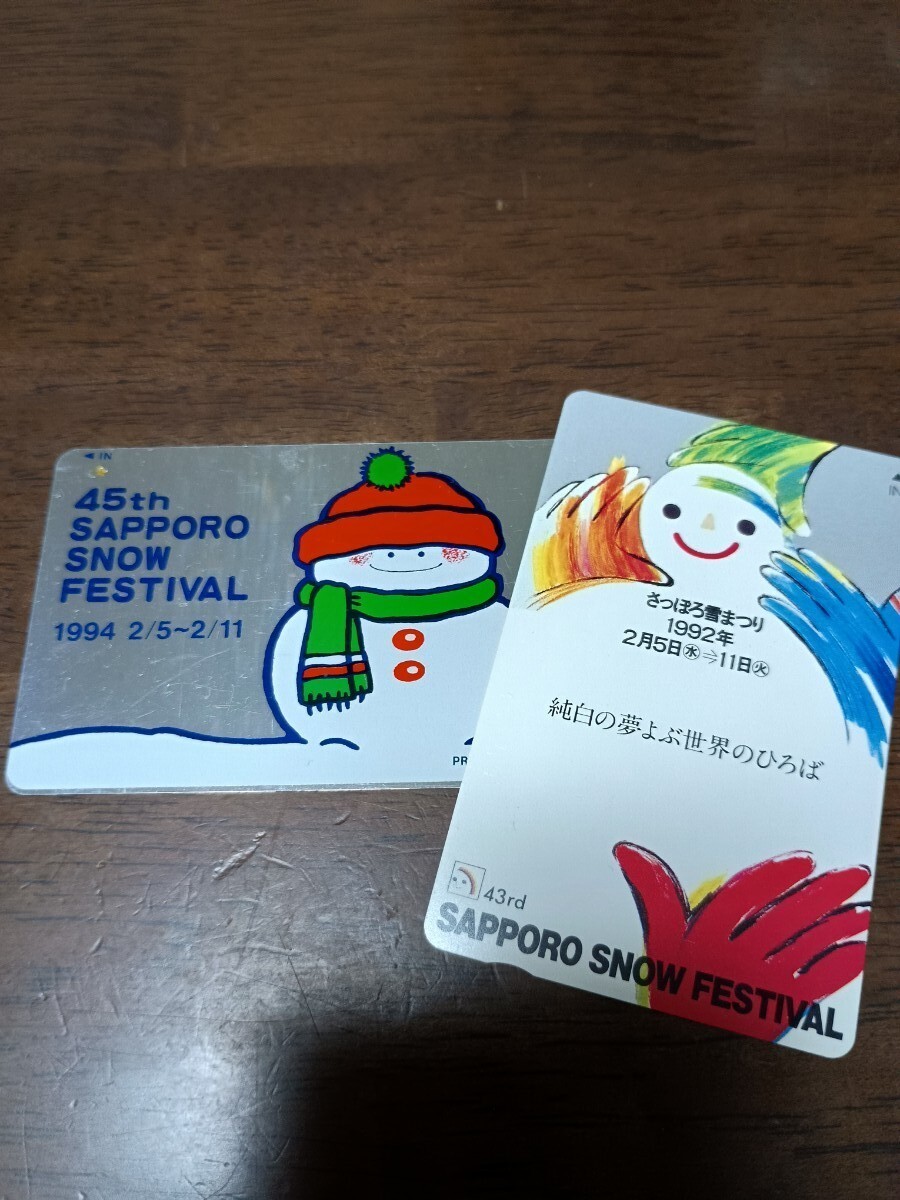 ◀ IN
45th
SAPPORO
SNOW
FESTIVAL
1994 2/5~2/11
PR
IN
さっぽろ雪まつり
1992年
2月5日㊌⇒11日㊋
純白の夢よぶ世界のひろば
43rd
SAPPORO SNOW FESTIVAL